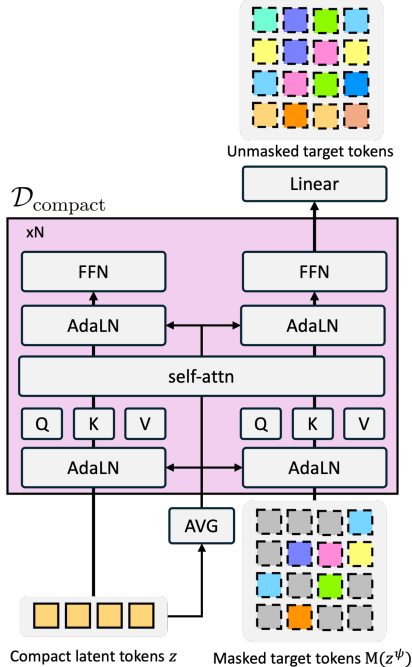 Unmasked target tokens
Linear
𝒟compact
xN
FFN
FFN
AdaLN
AdaLN
self-attn
Q K V
Q K V
AdaLN
AdaLN
AVG
Compact latent tokens z
Masked target tokens M(z^ψ)